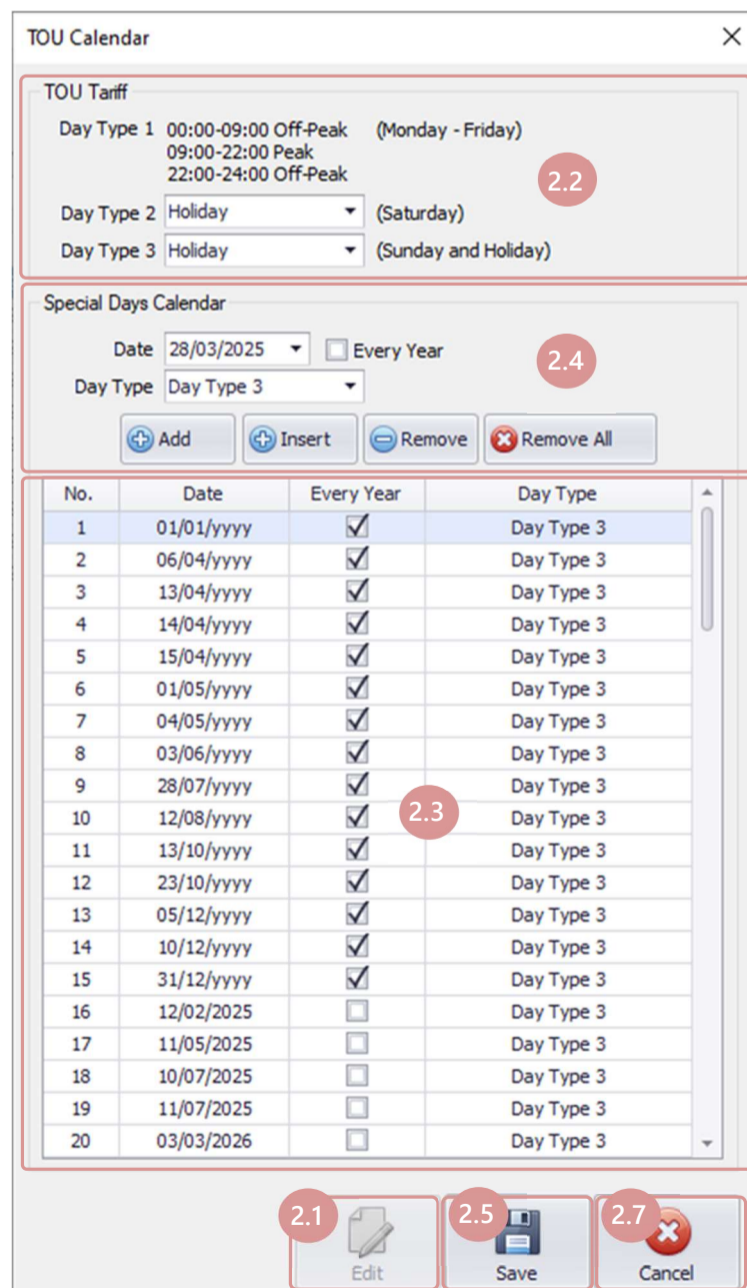 TOU Calendar
TOU Tariff
Day Type 1 00:00-09:00 Off-Peak (Monday - Friday)
09:00-22:00 Peak
22:00-24:00 Off-Peak
2.2
Day Type 2 Holiday (Saturday)
Day Type 3 Holiday (Sunday and Holiday)
Special Days Calendar
Date 28/03/2025 Every Year
2.4
Day Type Day Type 3
Add Insert Remove Remove All
No. Date Every Year Day Type
1 01/01/yyyy Day Type 3
2 06/04/yyyy Day Type 3
3 13/04/yyyy Day Type 3
4 14/04/yyyy Day Type 3
5 15/04/yyyy Day Type 3
6 01/05/yyyy Day Type 3
7 04/05/yyyy Day Type 3
8 03/06/yyyy Day Type 3
9 28/07/yyyy Day Type 3
10 12/08/yyyy 2.3 Day Type 3
11 13/10/yyyy Day Type 3
12 23/10/yyyy Day Type 3
13 05/12/yyyy Day Type 3
14 10/12/yyyy Day Type 3
15 31/12/yyyy Day Type 3
16 12/02/2025 Day Type 3
17 11/05/2025 Day Type 3
18 10/07/2025 Day Type 3
19 11/07/2025 Day Type 3
20 03/03/2026 Day Type 3
2.1 2.5 2.7
Edit Save Cancel